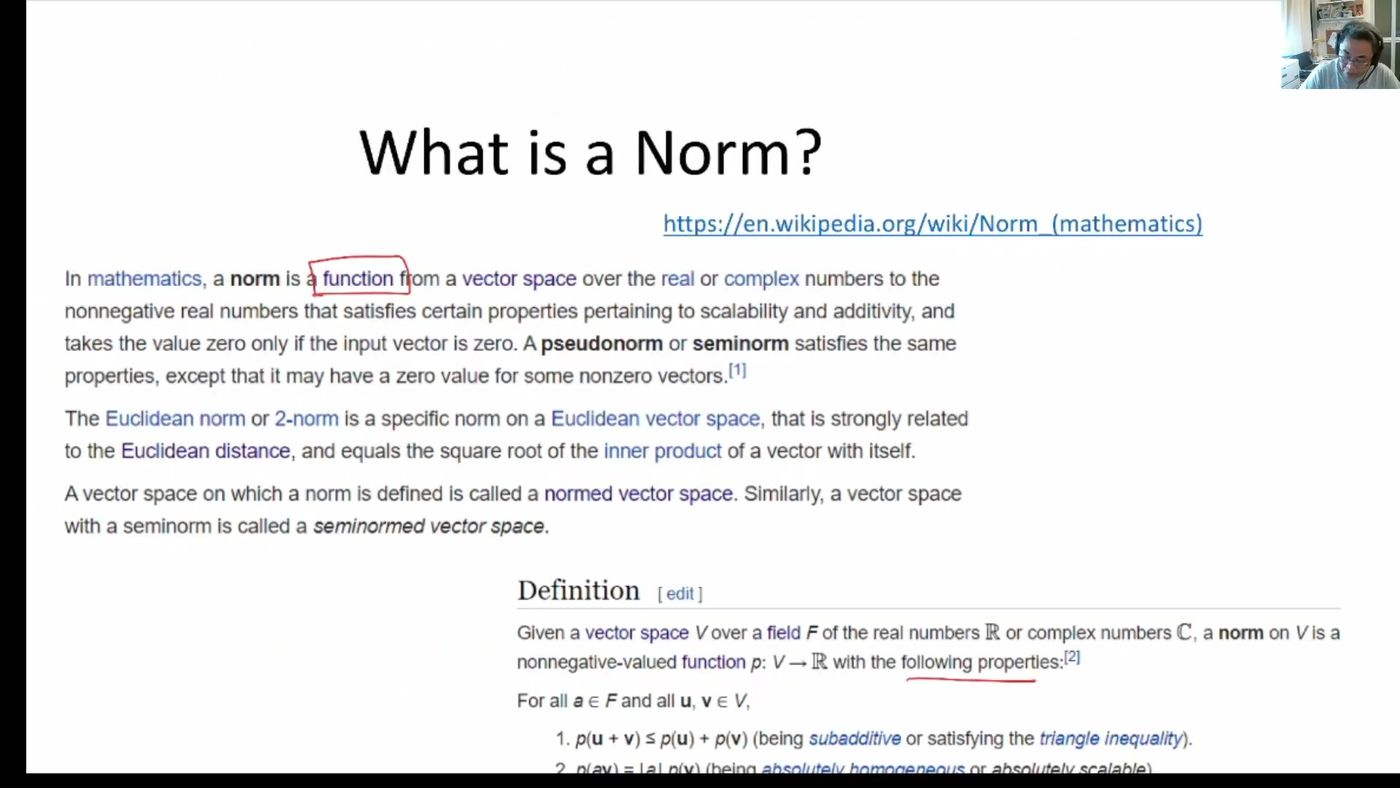 What is a Norm?
https://en.wikipedia.org/wiki/Norm_(mathematics)
In mathematics, a norm is a function from a vector space over the real or complex numbers to the
nonnegative real numbers that satisfies certain properties pertaining to scalability and additivity, and
takes the value zero only if the input vector is zero. A pseudonorm or seminorm satisfies the same
properties, except that it may have a zero value for some nonzero vectors.[1]
The Euclidean norm or 2-norm is a specific norm on a Euclidean vector space, that is strongly related
to the Euclidean distance, and equals the square root of the inner product of a vector with itself.
A vector space on which a norm is defined is called a normed vector space. Similarly, a vector space
with a seminorm is called a seminormed vector space.
Definition [ edit ]
Given a vector space V over a field F of the real numbers ℝ or complex numbers ℂ, a norm on V is a
nonnegative-valued function p: V → ℝ with the following properties:[2]
For all a ∈ F and all u, v ∈ V,
1. p(u + v) ≤ p(u) + p(v) (being subadditive or satisfying the triangle inequality).
2. p(av) = |a| p(v) (being absolutely homogeneous or absolutely scalable)